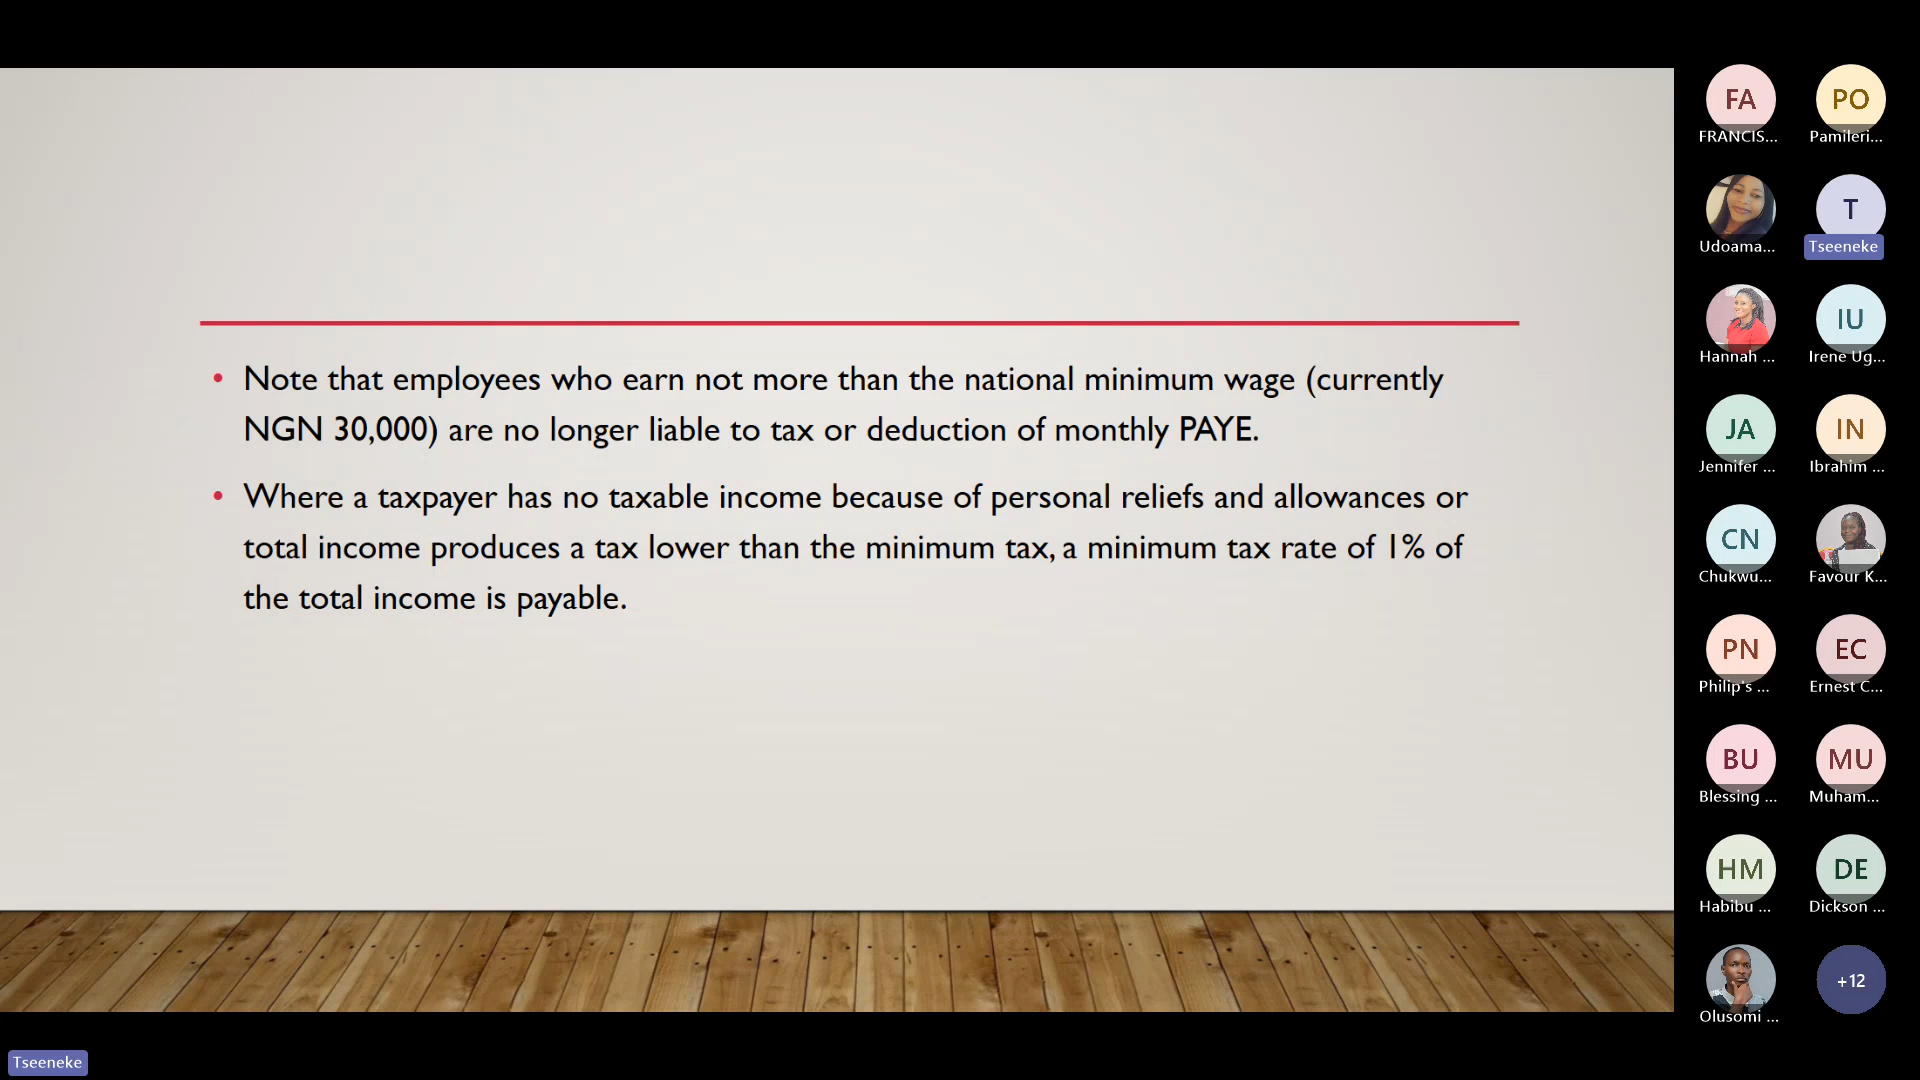 • Note that employees who earn not more than the national minimum wage (currently
NGN 30,000) are no longer liable to tax or deduction of monthly PAYE.
• Where a taxpayer has no taxable income because of personal reliefs and allowances or
total income produces a tax lower than the minimum tax, a minimum tax rate of 1% of
the total income is payable.
FA PO
FRANCIS... Pamileri...
T
Udoama... Tseeneke
IU
Hannah ... Irene Ug...
JA IN
Jennifer ... Ibrahim ...
CN
Chukwu... Favour K...
PN EC
Philip's ... Ernest C...
BU MU
Blessing ... Muham...
HM DE
Habibu ... Dickson ...
+12
Olusomi ...
Tseeneke